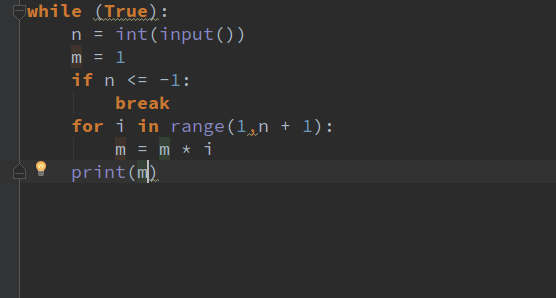 while (True):
    n = int(input())
    m = 1
    if n <= -1:
        break
    for i in range(1,n + 1):
        m = m * i
    print(m)